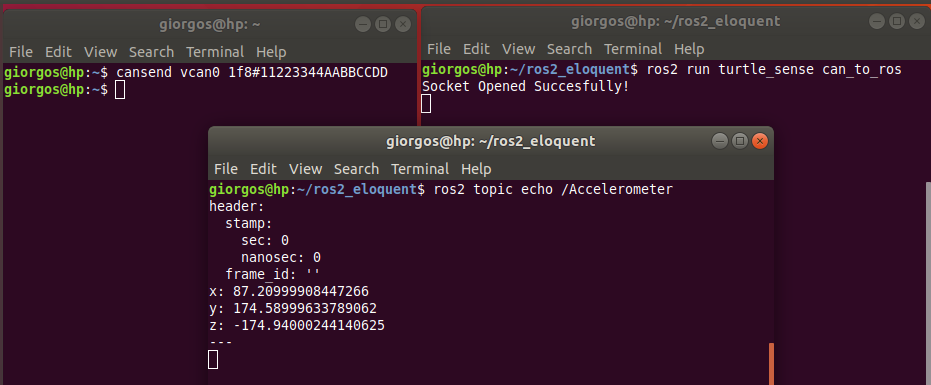 giorgos@hp: ~
File Edit View Search Terminal Help
giorgos@hp:~$ cansend vcan0 1f8#11223344AABBCCDD
giorgos@hp:~$
giorgos@hp: ~/ros2_eloquent
File Edit View Search Terminal Help
giorgos@hp:~/ros2_eloquent$ ros2 run turtle_sense can_to_ros
Socket Opened Succesfully!
giorgos@hp: ~/ros2_eloquent
File Edit View Search Terminal Help
giorgos@hp:~/ros2_eloquent$ ros2 topic echo /Accelerometer
header:
  stamp:
    sec: 0
    nanosec: 0
  frame_id: ''
x: 87.20999908447266
y: 174.58999633789062
z: -174.94000244140625
---